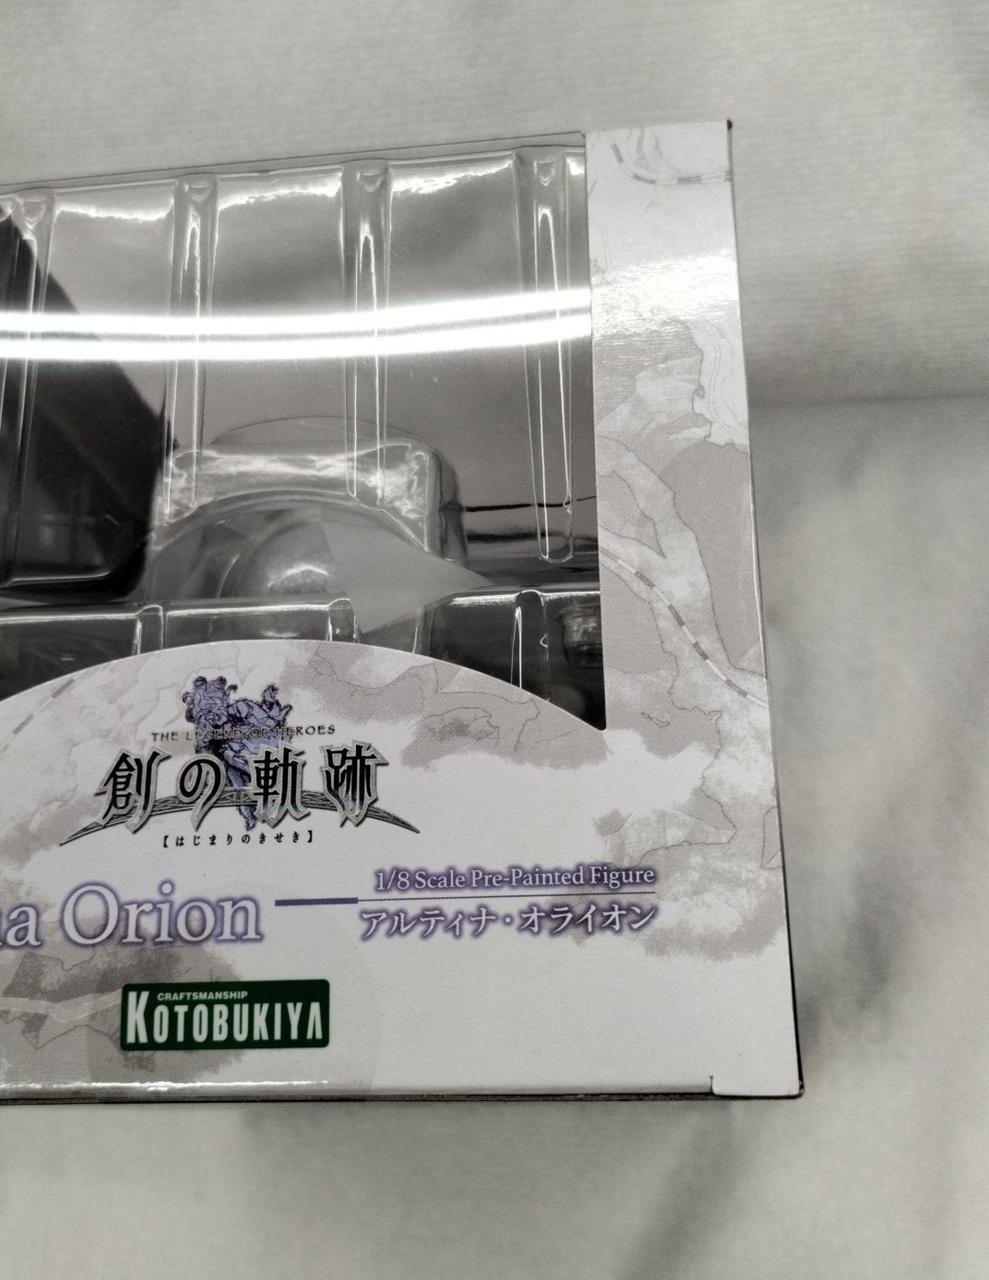 THE LEGEND OF HEROES
創の軌跡
【はじまりのきせき】
1/8 Scale Pre-Painted Figure
na Orion
アルティナ・オライオン
CRAFTSMANSHIP
KOTOBUKIYA